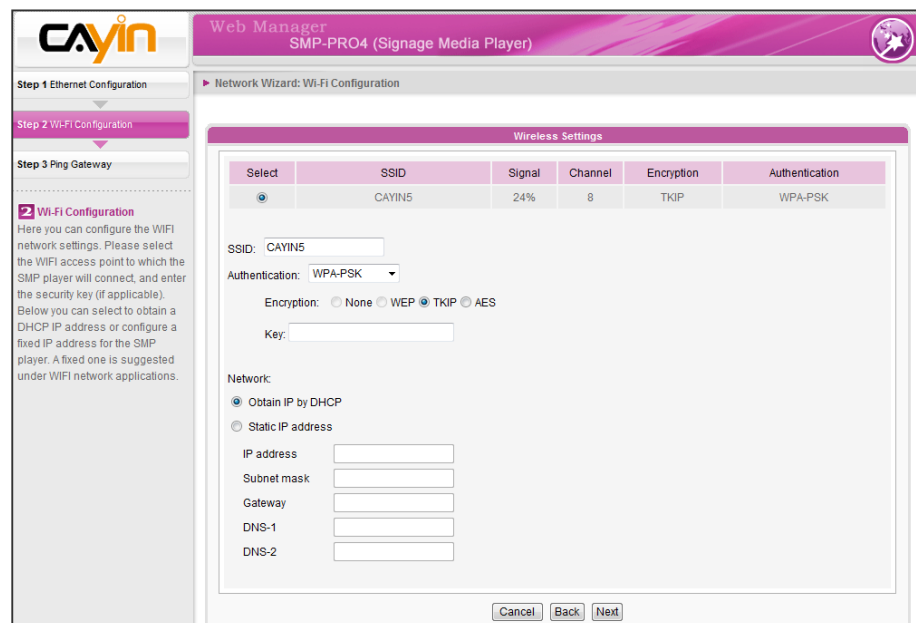 CAYIN
Web Manager
SMP-PRO4 (Signage Media Player)
Step 1 Ethernet Configuration
Step 2 Wi-Fi Configuration
Step 3 Ping Gateway
2 Wi-Fi Configuration
Here you can configure the WIFI
network settings. Please select
the WIFI access point to which the
SMP player will connect, and enter
the security key (if applicable).
Below you can select to obtain a
DHCP IP address or configure a
fixed IP address for the SMP
player. A fixed one is suggested
under WIFI network applications.
Network Wizard: Wi-Fi Configuration
Wireless Settings
Select SSID Signal Channel Encryption Authentication
CAYIN5 24% 8 TKIP WPA-PSK
SSID: CAYIN5
Authentication: WPA-PSK
Encryption: None WEP TKIP AES
Key:
Network:
Obtain IP by DHCP
Static IP address
IP address
Subnet mask
Gateway
DNS-1
DNS-2
Cancel Back Next